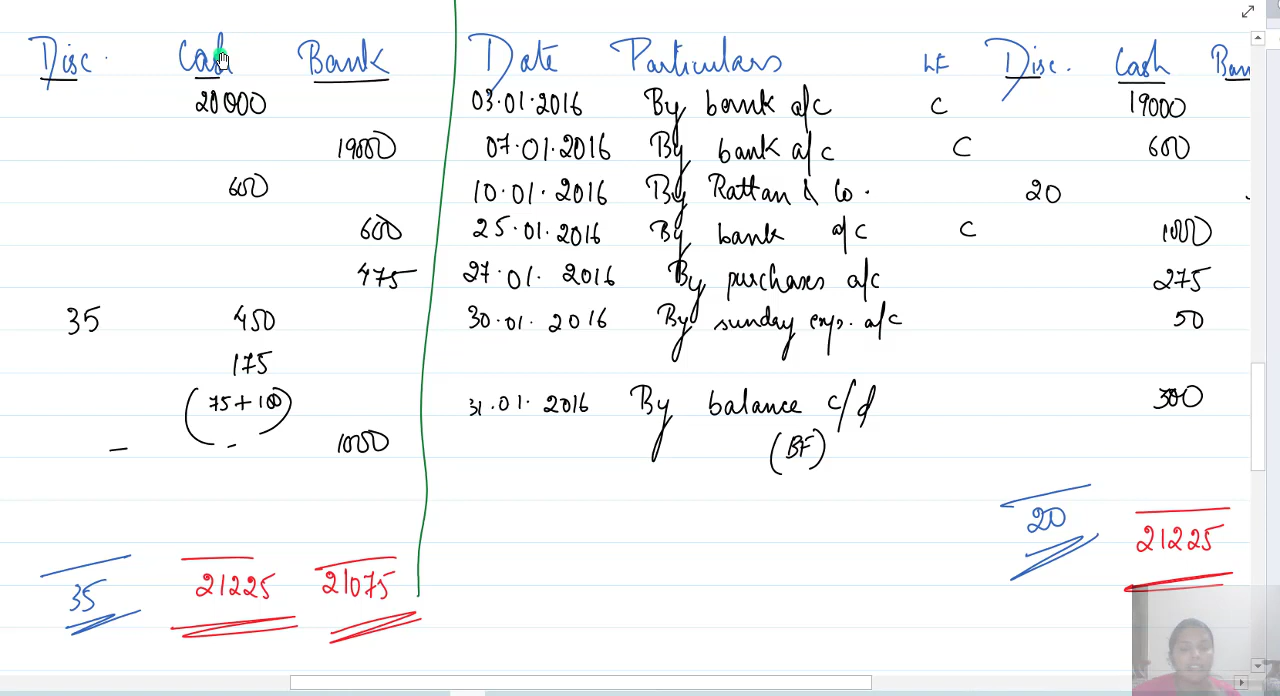 Disc. Cash Bank Date Particulars LF Disc. Cash Ban
20000 03.01.2016 By bank a/c C 19000
19000 07.01.2016 By bank a/c C 600
600 10.01.2016 By Rattan & Co. 20
600 25.01.2016 By bank a/c C 1000
475 27.01.2016 By purchases a/c 275
35 450 30.01.2016 By sunday exp. a/c 50
175
(75+100) 31.01.2016 By balance c/d 300
- - 1000 (BF)
20 21225
35 21225 21075